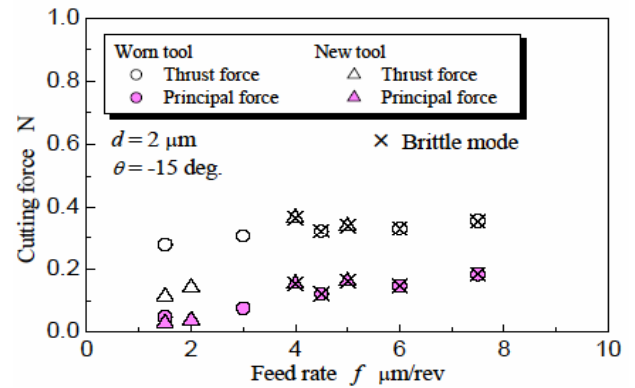 Cutting force N
1.0
0.8
0.6
0.4
0.2
0.0
Worn tool New tool
Thrust force Thrust force
Principal force Principal force
d = 2 μm
θ = -15 deg.
Brittle mode
0 2 4 6 8 10
Feed rate f μm/rev